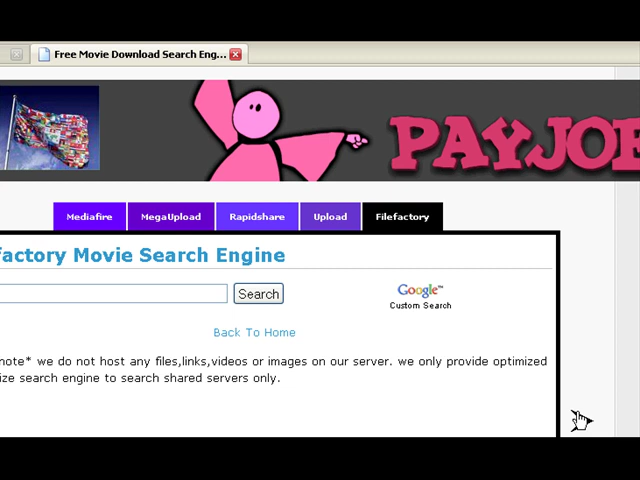 Free Movie Download Search Eng...
PAYJOE
Mediafire MegaUpload Rapidshare Upload Filefactory
factory Movie Search Engine
Search
Google™
Custom Search
Back To Home
note* we do not host any files,links,videos or images on our server. we only provide optimized
ize search engine to search shared servers only.